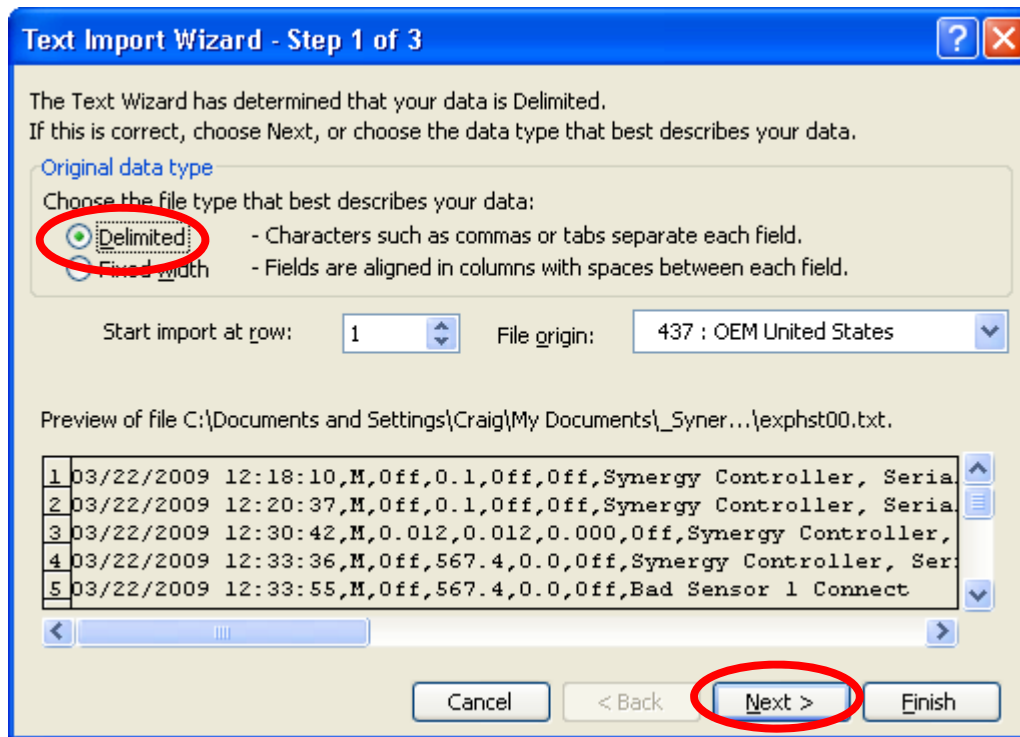 Text Import Wizard - Step 1 of 3
The Text Wizard has determined that your data is Delimited.
If this is correct, choose Next, or choose the data type that best describes your data.
Original data type
Choose the file type that best describes your data:
Delimited - Characters such as commas or tabs separate each field.
Fixed width - Fields are aligned in columns with spaces between each field.
Start import at row: 1 File origin: 437 : OEM United States
Preview of file C:\Documents and Settings\Craig\My Documents\_Syner...\exphst00.txt.
1 03/22/2009 12:18:10,M,Off,0.1,Off,Off,Synergy Controller, Seria
2 03/22/2009 12:20:37,M,Off,0.1,Off,Off,Synergy Controller, Seria
3 03/22/2009 12:30:42,M,0.012,0.012,0.000,Off,Synergy Controller,
4 03/22/2009 12:33:36,M,Off,567.4,0.0,Off,Synergy Controller, Ser
5 03/22/2009 12:33:55,M,Off,567.4,0.0,Off,Bad Sensor 1 Connect
Cancel < Back Next > Finish